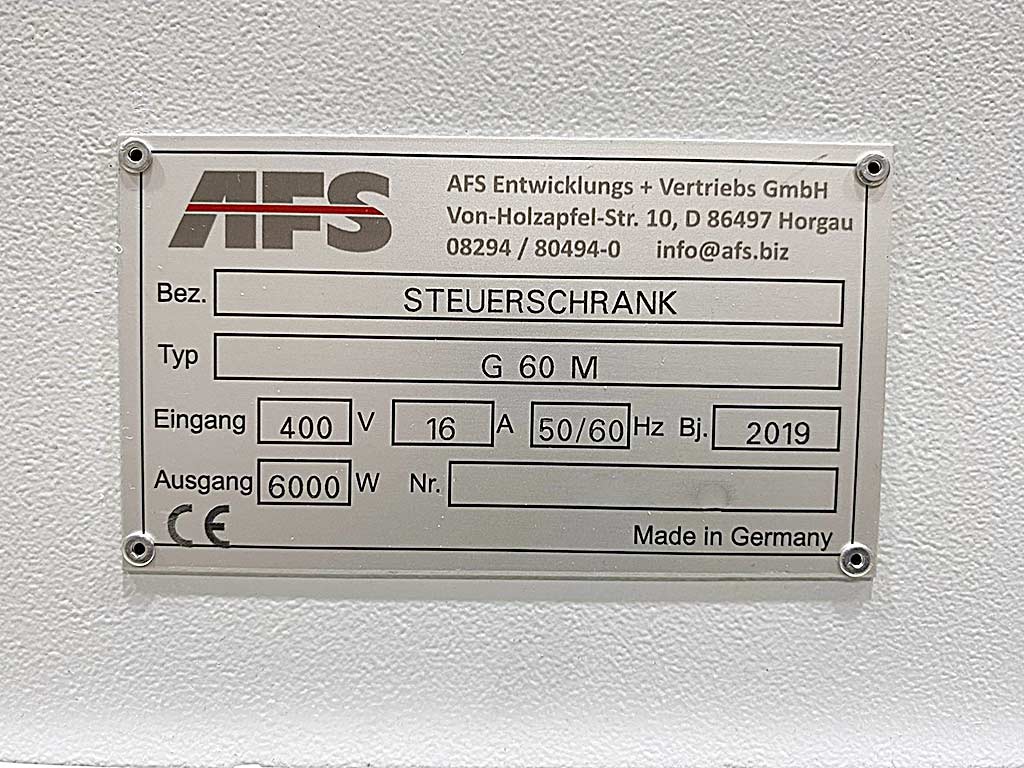 AFS
AFS Entwicklungs + Vertriebs GmbH
Von-Holzapfel-Str. 10, D 86497 Horgau
08294 / 80494-0 info@afs.biz
Bez. STEUERSCHRANK
Typ G 60 M
Eingang 400 V 16 A 50/60 Hz Bj. 2019
Ausgang 6000 W Nr.
CE
Made in Germany